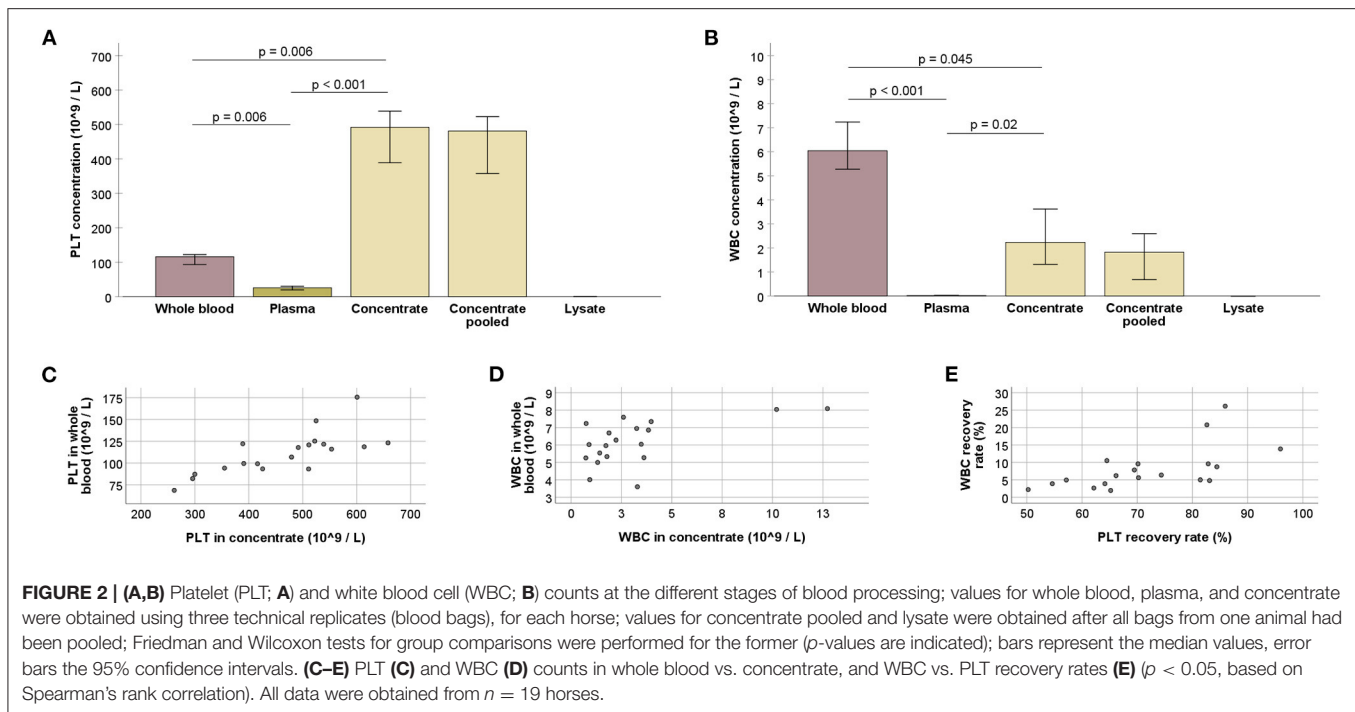 A
PLT concentration (10^9 / L)
700
600
500
400
300
200
100
0
p = 0.006
p < 0.001
p = 0.006
Whole blood
Plasma
Concentrate
Concentrate
pooled
Lysate
B
WBC concentration (10^9 / L)
10
9
8
7
6
5
4
3
2
1
0
p = 0.045
p < 0.001
p = 0.02
Whole blood
Plasma
Concentrate
Concentrate
pooled
Lysate
C
PLT in whole
blood (10^9 / L)
175
150
125
100
75
200 300 400 500 600 700
PLT in concentrate (10^9 / L)
D
WBC in whole
blood (10^9 / L)
9
8
7
6
5
4
3
0 3 5 8 10 13
WBC in concentrate (10^9 / L)
E
WBC recovery
rate (%)
30
25
20
15
10
5
0
50 60 70 80 90 100
PLT recovery rate (%)
FIGURE 2 | (A,B) Platelet (PLT; A) and white blood cell (WBC; B) counts at the different stages of blood processing; values for whole blood, plasma, and concentrate
were obtained using three technical replicates (blood bags), for each horse; values for concentrate pooled and lysate were obtained after all bags from one animal had
been pooled; Friedman and Wilcoxon tests for group comparisons were performed for the former (p-values are indicated); bars represent the median values, error
bars the 95% confidence intervals. (C–E) PLT (C) and WBC (D) counts in whole blood vs. concentrate, and WBC vs. PLT recovery rates (E) (p < 0.05, based on
Spearman's rank correlation). All data were obtained from n = 19 horses.